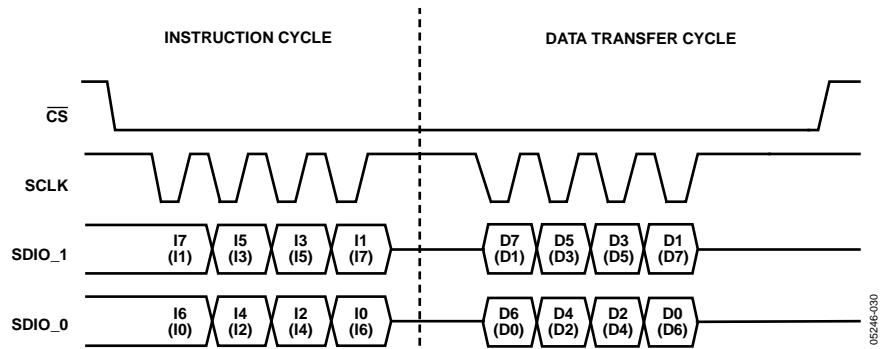 INSTRUCTION CYCLE
DATA TRANSFER CYCLE
CS
SCLK
SDIO_1
I7 I5 I3 I1 D7 D5 D3 D1
(I1) (I3) (I5) (I7) (D1) (D3) (D5) (D7)
SDIO_0
I6 I4 I2 I0 D6 D4 D2 D0
(I0) (I2) (I4) (I6) (D0) (D2) (D4) (D6)
05246-030